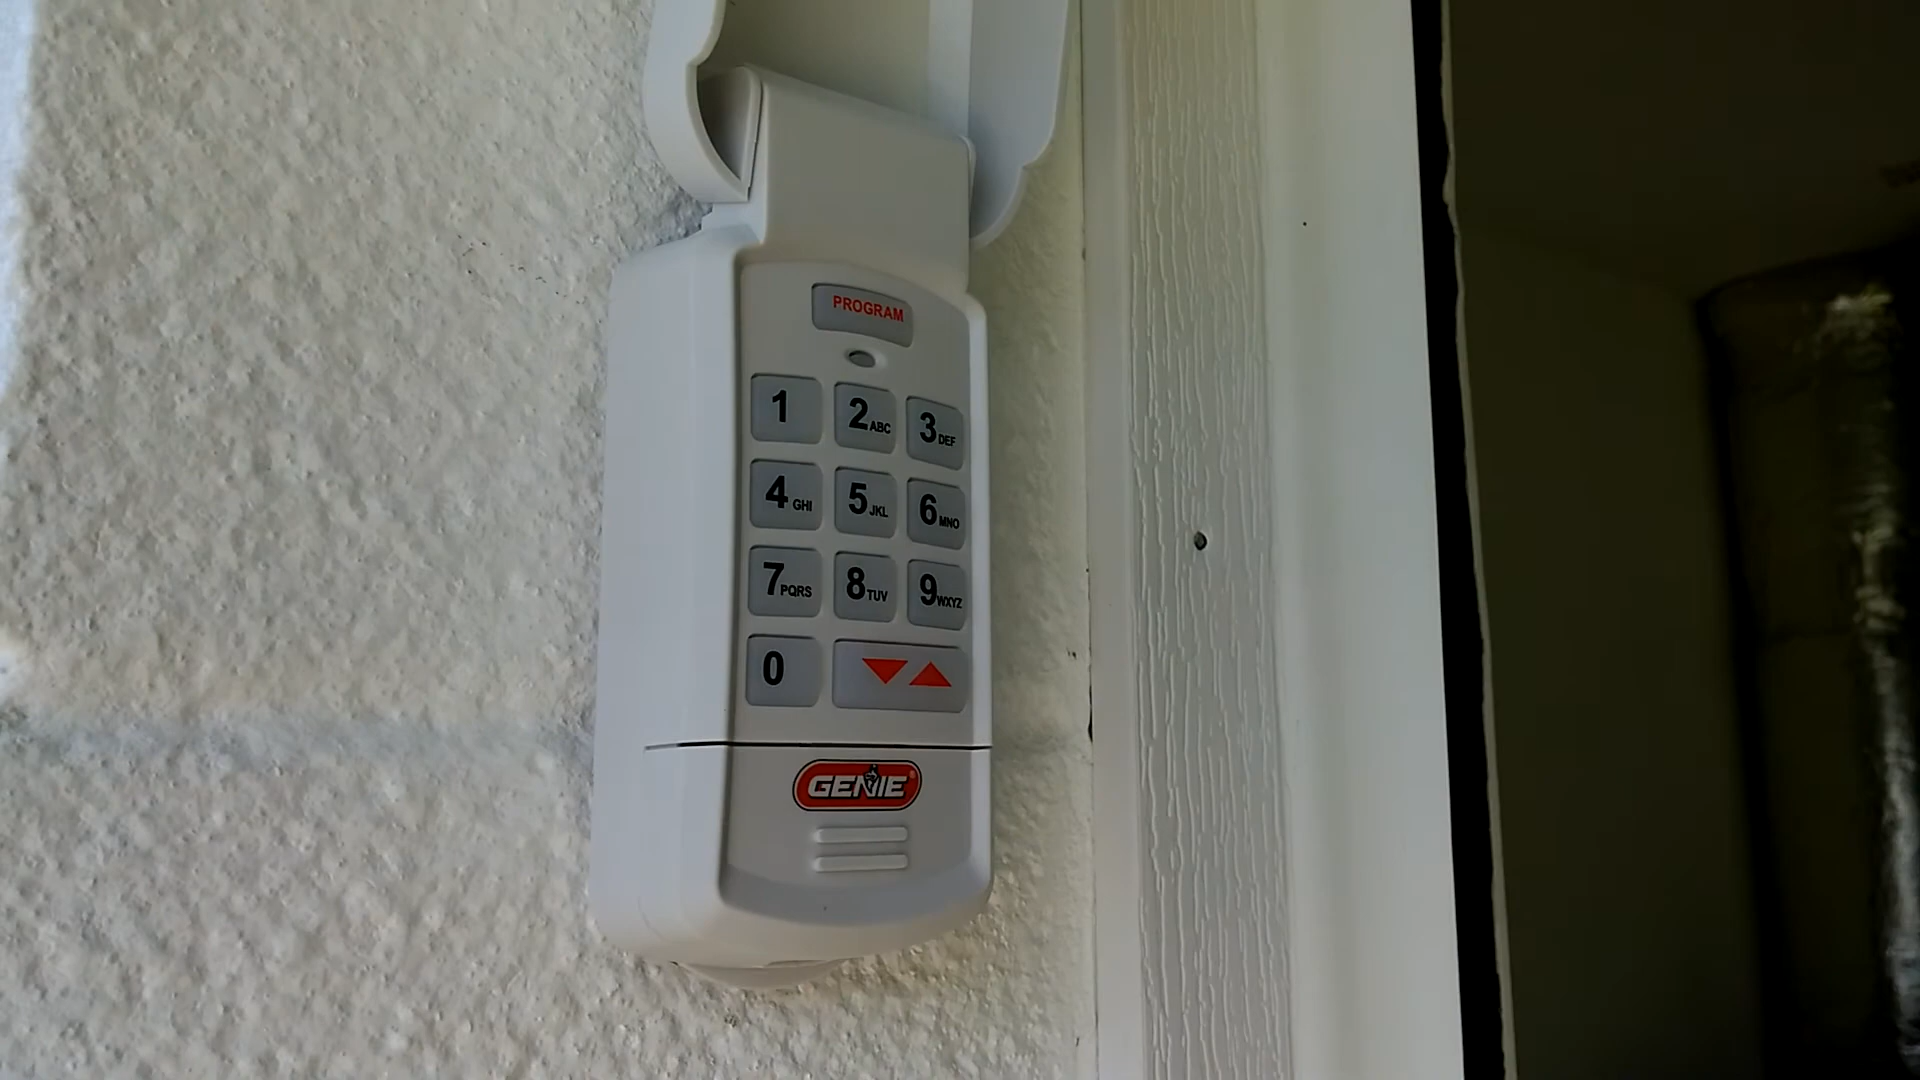 PROGRAM
1 2ABC 3DEF
4GHI 5JKL 6MNO
7PQRS 8TUV 9WXYZ
0
GENIE®